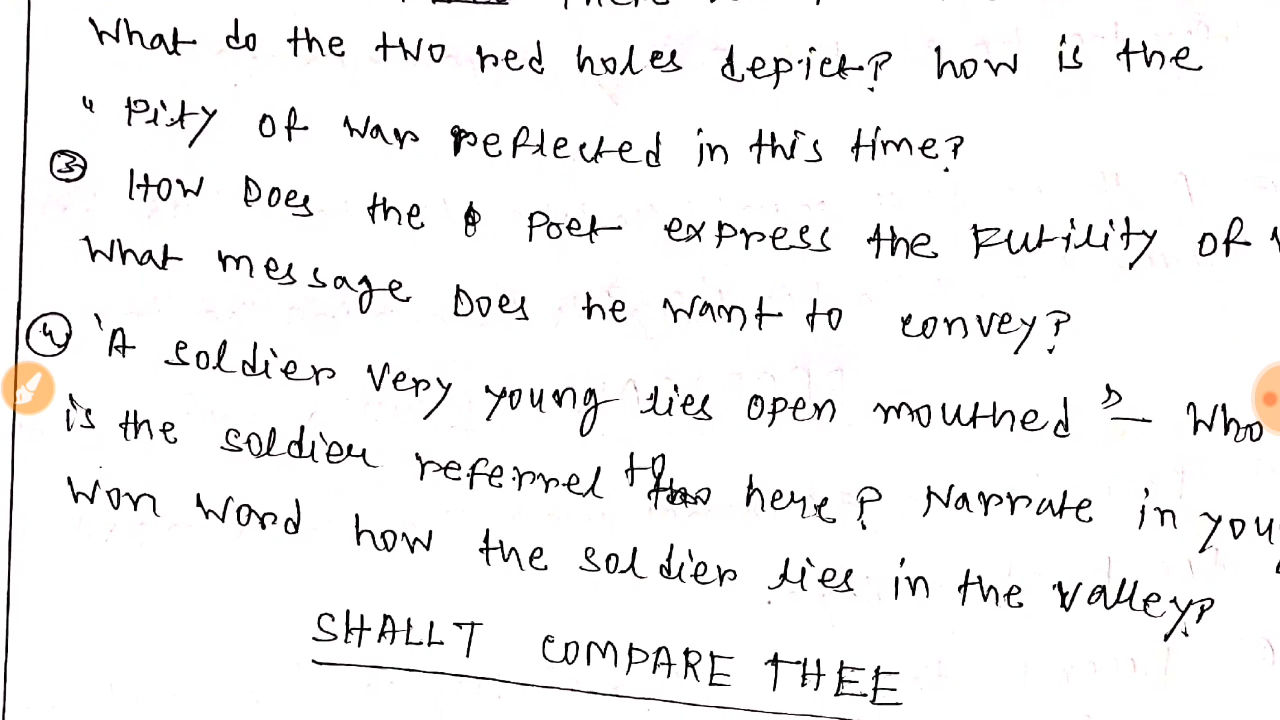 What do the two red holes depict? how is the
" Pity of war reflected in this time?
③ How Does the Poet express the Futility of
What message Does he want to convey?
④ 'A soldier very young lies open mouthed" — Who
is the soldier referrel to here? Narrate in you
won word how the soldier lies in the valley?
SHALL I COMPARE THEE